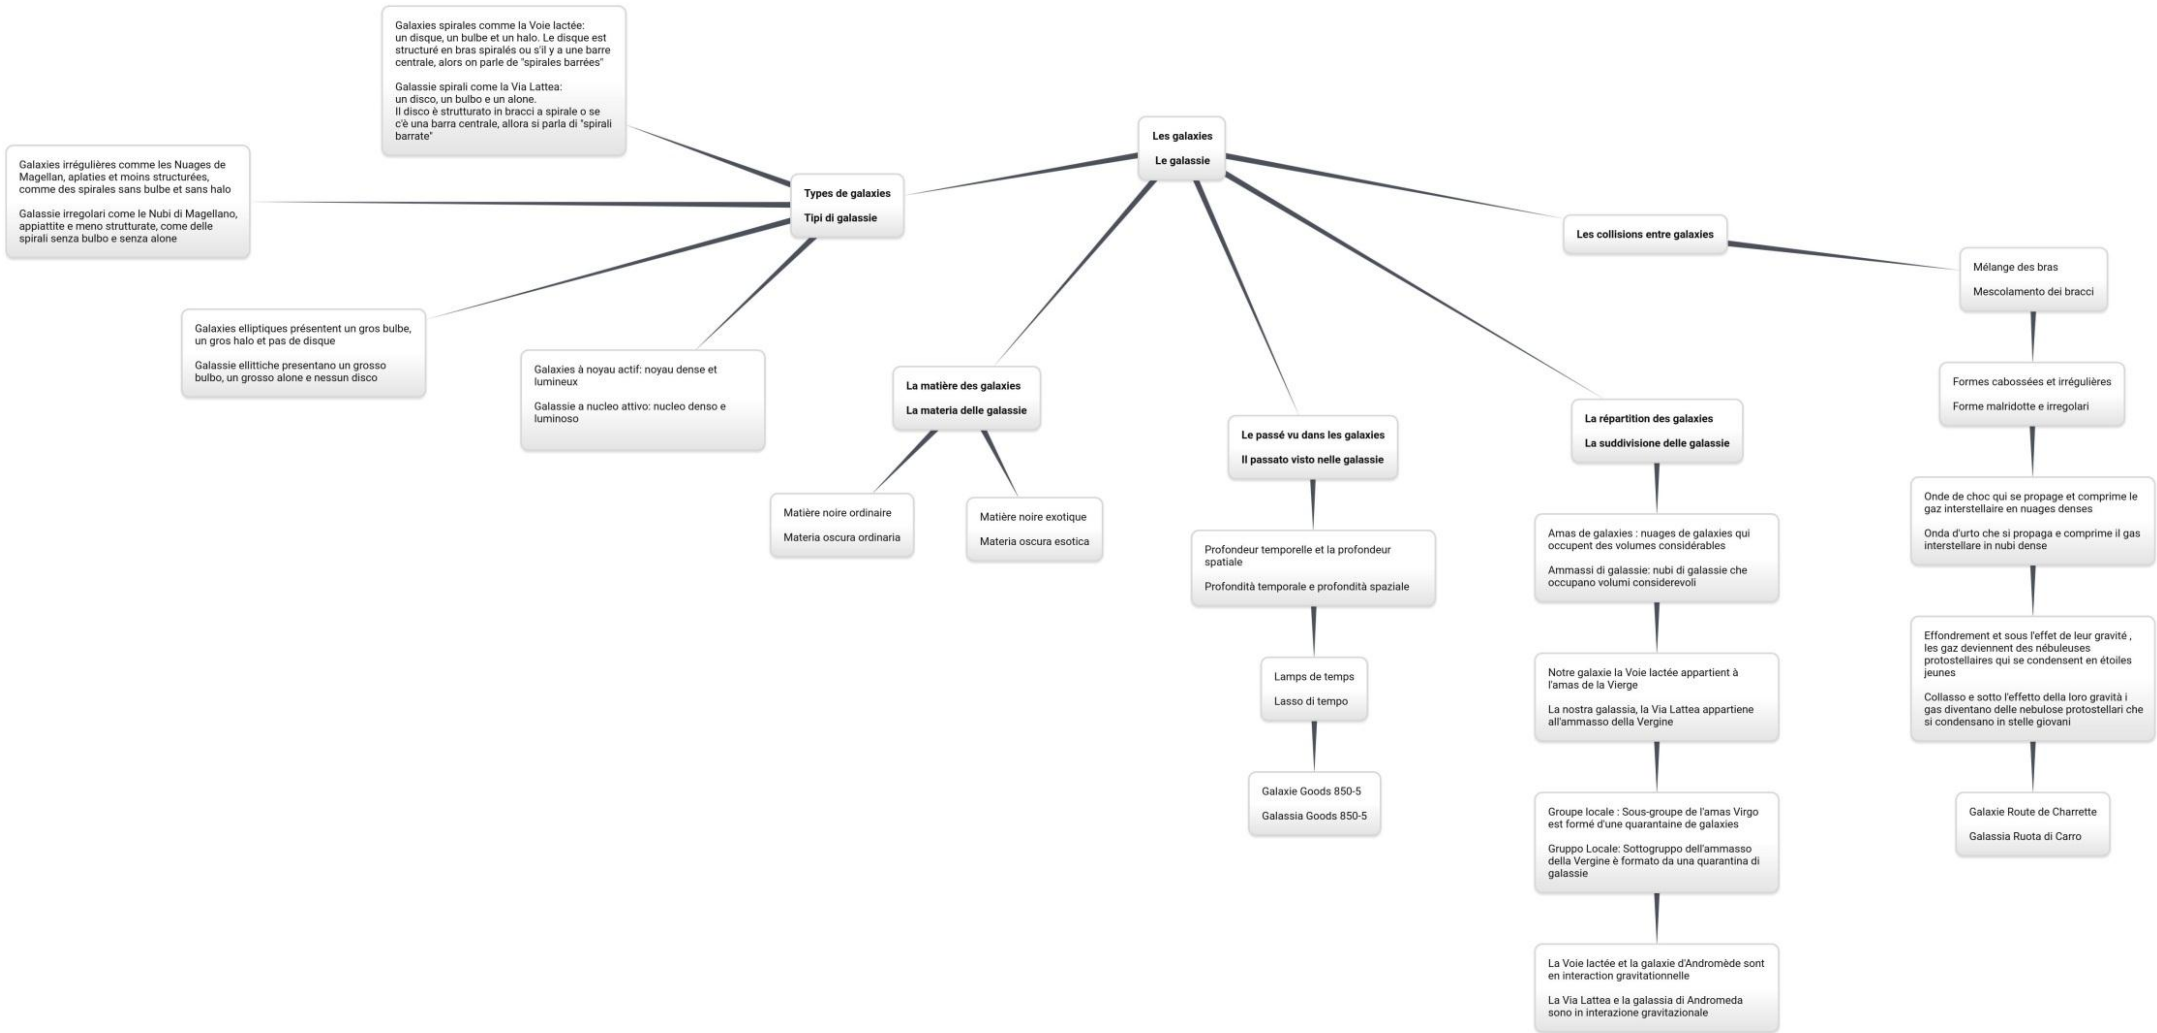 Galaxies spirales comme la Voie lactée:
un disque, un bulbe et un halo. Le disque est
structuré en bras spiralés ou s'il y a une barre
centrale, alors on parle de "spirales barrées"
Galassie spirali come la Via Lattea:
un disco, un bulbo e un alone.
Il disco è strutturato in bracci a spirale o se
c'è una barra centrale, allora si parla di "spirali
barrate"
Les galaxies
Le galassie
Galaxies irrégulières comme les Nuages de
Magellan, aplaties et moins structurées,
comme des spirales sans bulbe et sans halo
Galassie irregolari come le Nubi di Magellano,
appiattite e meno strutturate, come delle
spirali senza bulbo e senza alone
Types de galaxies
Tipi di galassie
Les collisions entre galaxies
Mélange des bras
Mescolamento dei bracci
Galaxies elliptiques présentent un gros bulbe,
un gros halo et pas de disque
Galassie ellittiche presentano un grosso
bulbo, un grosso alone e nessun disco
Galaxies à noyau actif: noyau dense et
lumineux
Galassie a nucleo attivo: nucleo denso e
luminoso
La matière des galaxies
La materia delle galassie
Matière noire ordinaire
Materia oscura ordinaria
Matière noire exotique
Materia oscura esotica
Le passé vu dans les galaxies
Il passato visto nelle galassie
Profondeur temporelle et la profondeur
spatiale
Profondità temporale e profondità spaziale
Lamps de temps
Lasso di tempo
Galaxie Goods 850-5
Galassia Goods 850-5
La répartition des galaxies
La suddivisione delle galassie
Amas de galaxies : nuages de galaxies qui
occupent des volumes considérables
Ammassi di galassie: nubi di galassie che
occupano volumi considerevoli
Notre galaxie la Voie lactée appartient à
l'amas de la Vierge
La nostra galassia, la Via Lattea appartiene
all'ammasso della Vergine
Groupe locale : Sous-groupe de l'amas Virgo
est formé d'une quarantaine de galaxies
Gruppo Locale: Sottogruppo dell'ammasso
della Vergine è formato da una quarantina di
galassie
La Voie lactée et la galaxie d'Andromède sont
en interaction gravitationnelle
La Via Lattea e la galassia di Andromeda
sono in interazione gravitazionale
Formes cabossées et irrégulières
Forme malridotte e irregolari
Onde de choc qui se propage et comprime le
gaz interstellaire en nuages denses
Onda d'urto che si propaga e comprime il gas
interstellare in nubi dense
Effondrement et sous l'effet de leur gravité ,
les gaz deviennent des nébuleuses
protostellaires qui se condensent en étoiles
jeunes
Collasso e sotto l'effetto della loro gravità i
gas diventano delle nebulose protostellari che
si condensano in stelle giovani
Galaxie Route de Charrette
Galassia Ruota di Carro